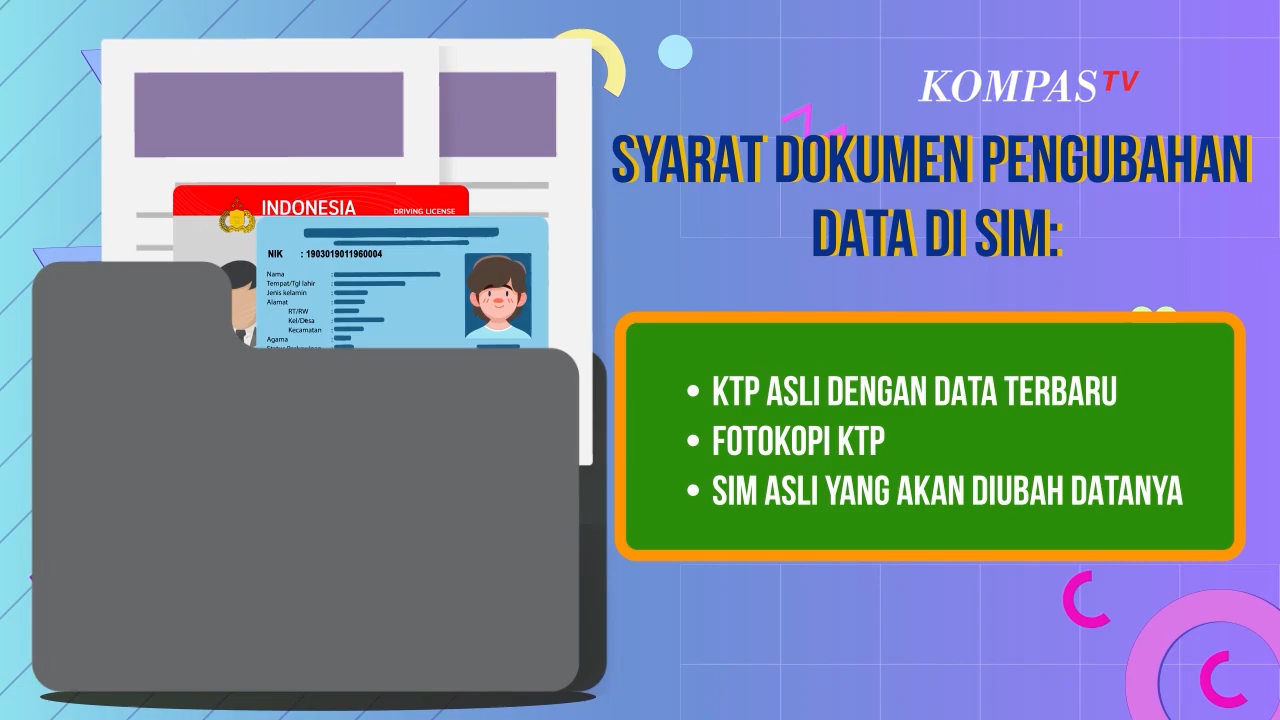 KOMPAS TV
SYARAT DOKUMEN PENGUBAHAN
DATA DI SIM:
INDONESIA
DRIVING LICENSE
NIK : 1903019011960004
Nama :
Tempat/Tgl lahir :
Jenis kelamin :
Alamat :
RT/RW :
Kel/Desa :
Kecamatan :
Agama :
• KTP ASLI DENGAN DATA TERBARU
• FOTOKOPI KTP
• SIM ASLI YANG AKAN DIUBAH DATANYA